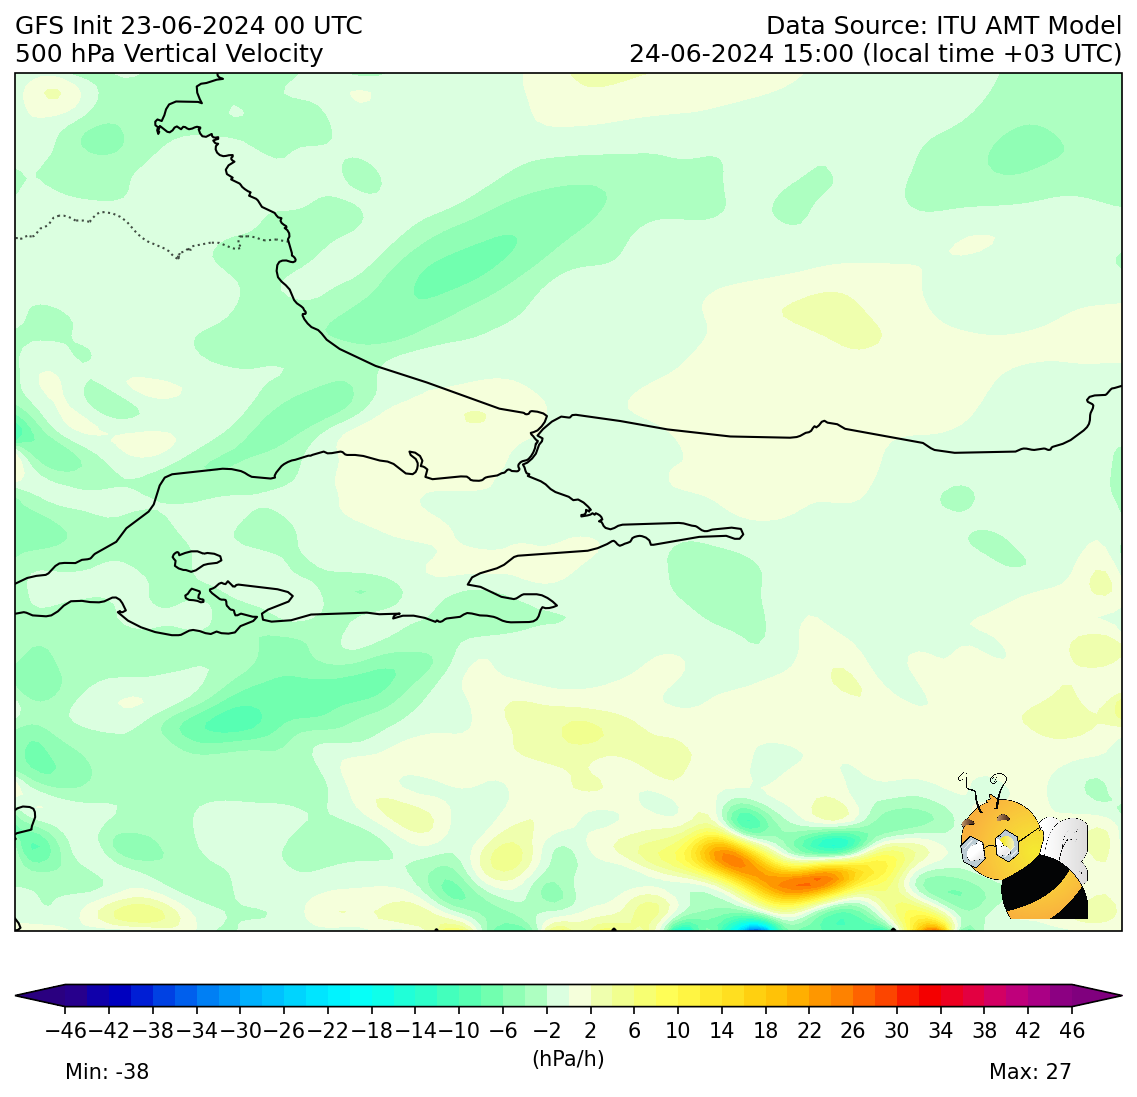 GFS Init 23-06-2024 00 UTC
Data Source: ITU AMT Model
500 hPa Vertical Velocity
24-06-2024 15:00 (local time +03 UTC)
−46 −42 −38 −34 −30 −26 −22 −18 −14 −10 −6 −2 2 6 10 14 18 22 26 30 34 38 42 46
(hPa/h)
Min: -38
Max: 27